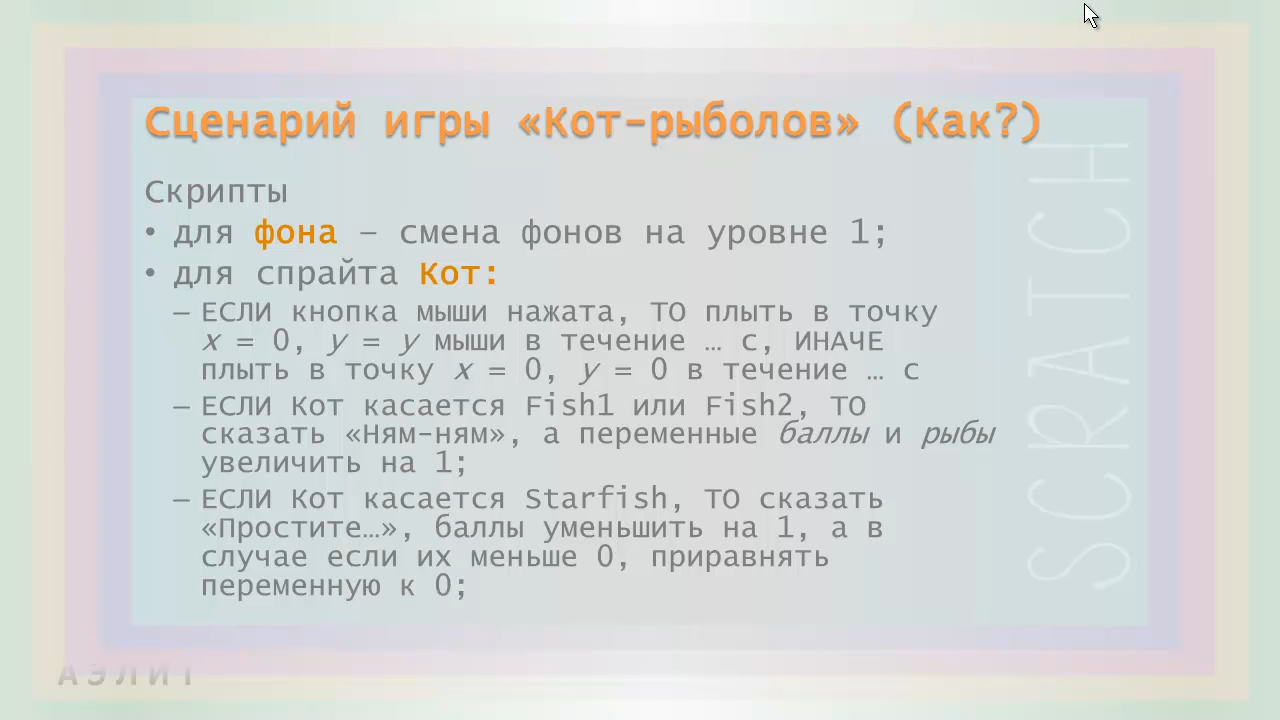 Сценарий игры «Кот-рыболов» (Как?)
Скрипты
• для фона – смена фонов на уровне 1;
• для спрайта Кот:
– ЕСЛИ кнопка мыши нажата, ТО плыть в точку
x = 0, y = y мыши в течение … с, ИНАЧЕ
плыть в точку x = 0, y = 0 в течение … с
– ЕСЛИ Кот касается Fish1 или Fish2, ТО
сказать «Ням-ням», а переменные баллы и рыбы
увеличить на 1;
– ЕСЛИ Кот касается Starfish, ТО сказать
«Простите…», баллы уменьшить на 1, а в
случае если их меньше 0, приравнять
переменную к 0;
SCRATCH